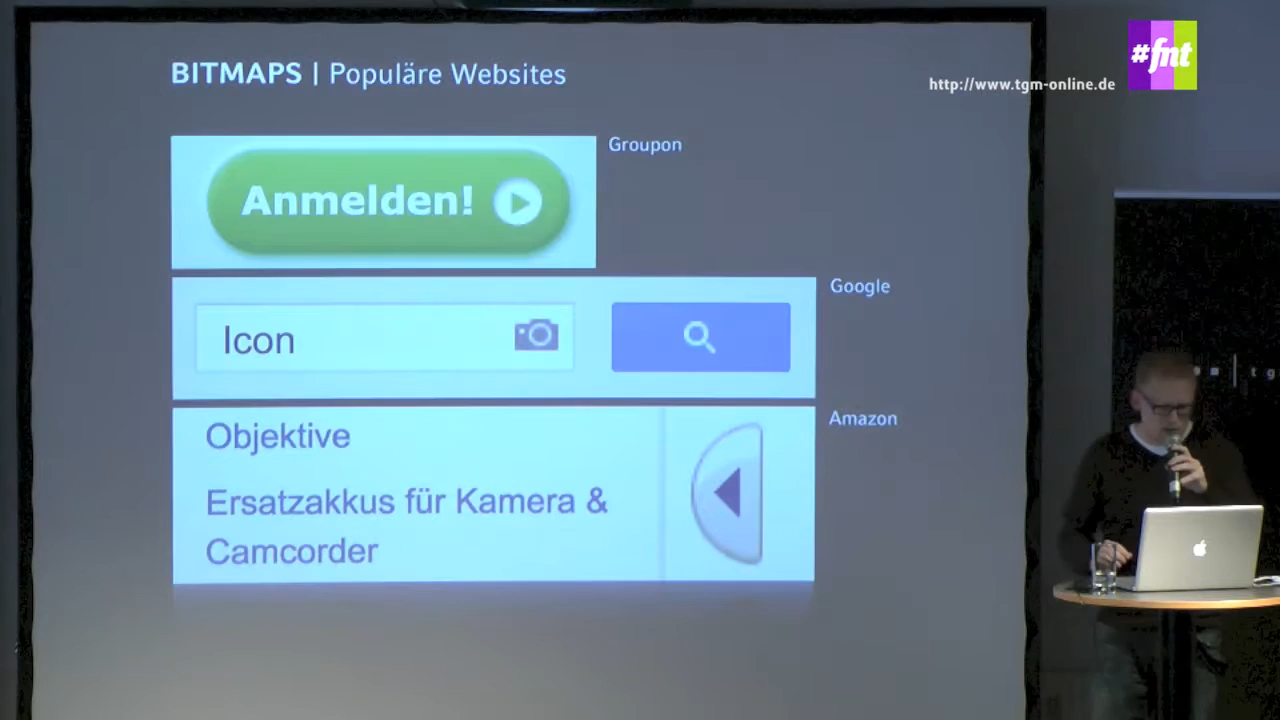 BITMAPS | Populäre Websites
http://www.tgm-online.de
#fnt
Anmelden!
Groupon
Icon
Google
Objektive
Ersatzakkus für Kamera &
Camcorder
Amazon